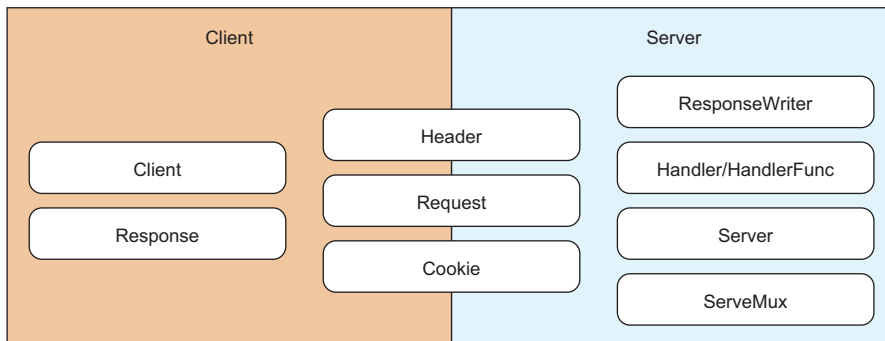 Client
Server
Client
Response
Header
Request
Cookie
ResponseWriter
Handler/HandlerFunc
Server
ServeMux